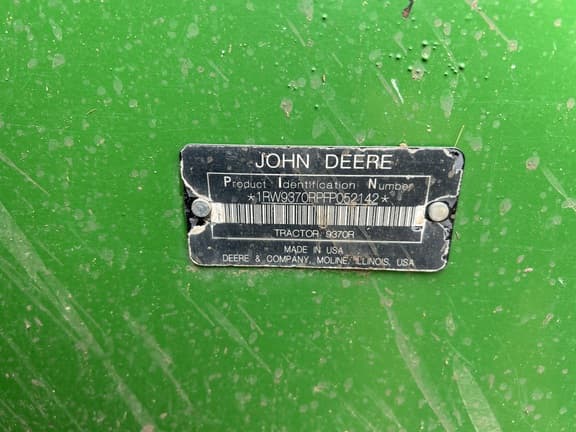 JOHN DEERE
Product Identification Number
*1RW9370RPFP052142*
TRACTOR 9370R
MADE IN USA
DEERE & COMPANY, MOLINE, ILLINOIS, USA